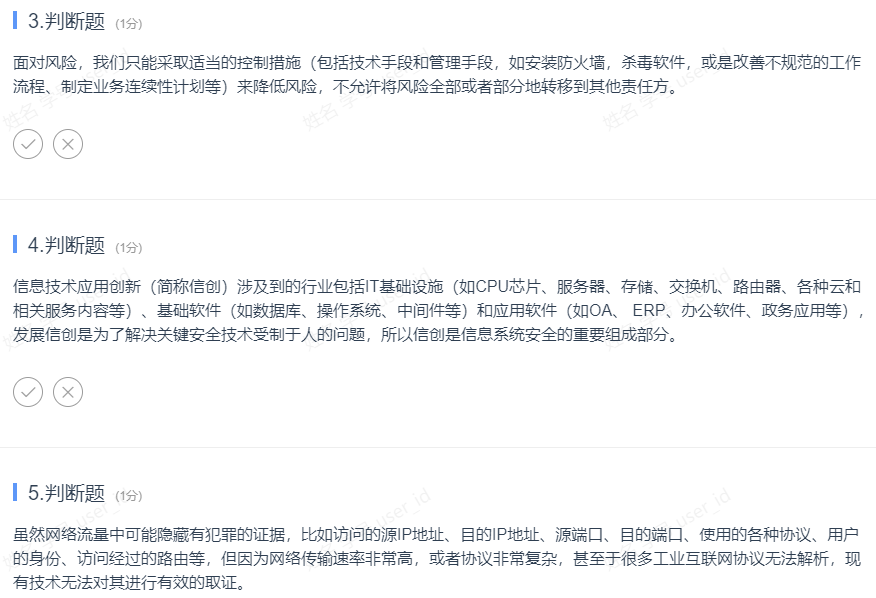 3.判断题 (1分)
面对风险，我们只能采取适当的控制措施（包括技术手段和管理手段，如安装防火墙，杀毒软件，或是改善不规范的工作
流程、制定业务连续性计划等）来降低风险，不允许将风险全部或者部分地转移到其他责任方。
4.判断题 (1分)
信息技术应用创新（简称信创）涉及到的行业包括IT基础设施（如CPU芯片、服务器、存储、交换机、路由器、各种云和
相关服务内容等）、基础软件（如数据库、操作系统、中间件等）和应用软件（如OA、 ERP、办公软件、政务应用等），
发展信创是为了解决关键安全技术受制于人的问题，所以信创是信息系统安全的重要组成部分。
5.判断题 (1分)
虽然网络流量中可能隐藏有犯罪的证据，比如访问的源IP地址、目的IP地址、源端口、目的端口、使用的各种协议、用户
的身份、访问经过的路由等，但因为网络传输速率非常高，或者协议非常复杂，甚至于很多工业互联网协议无法解析，现
有技术无法对其进行有效的取证。